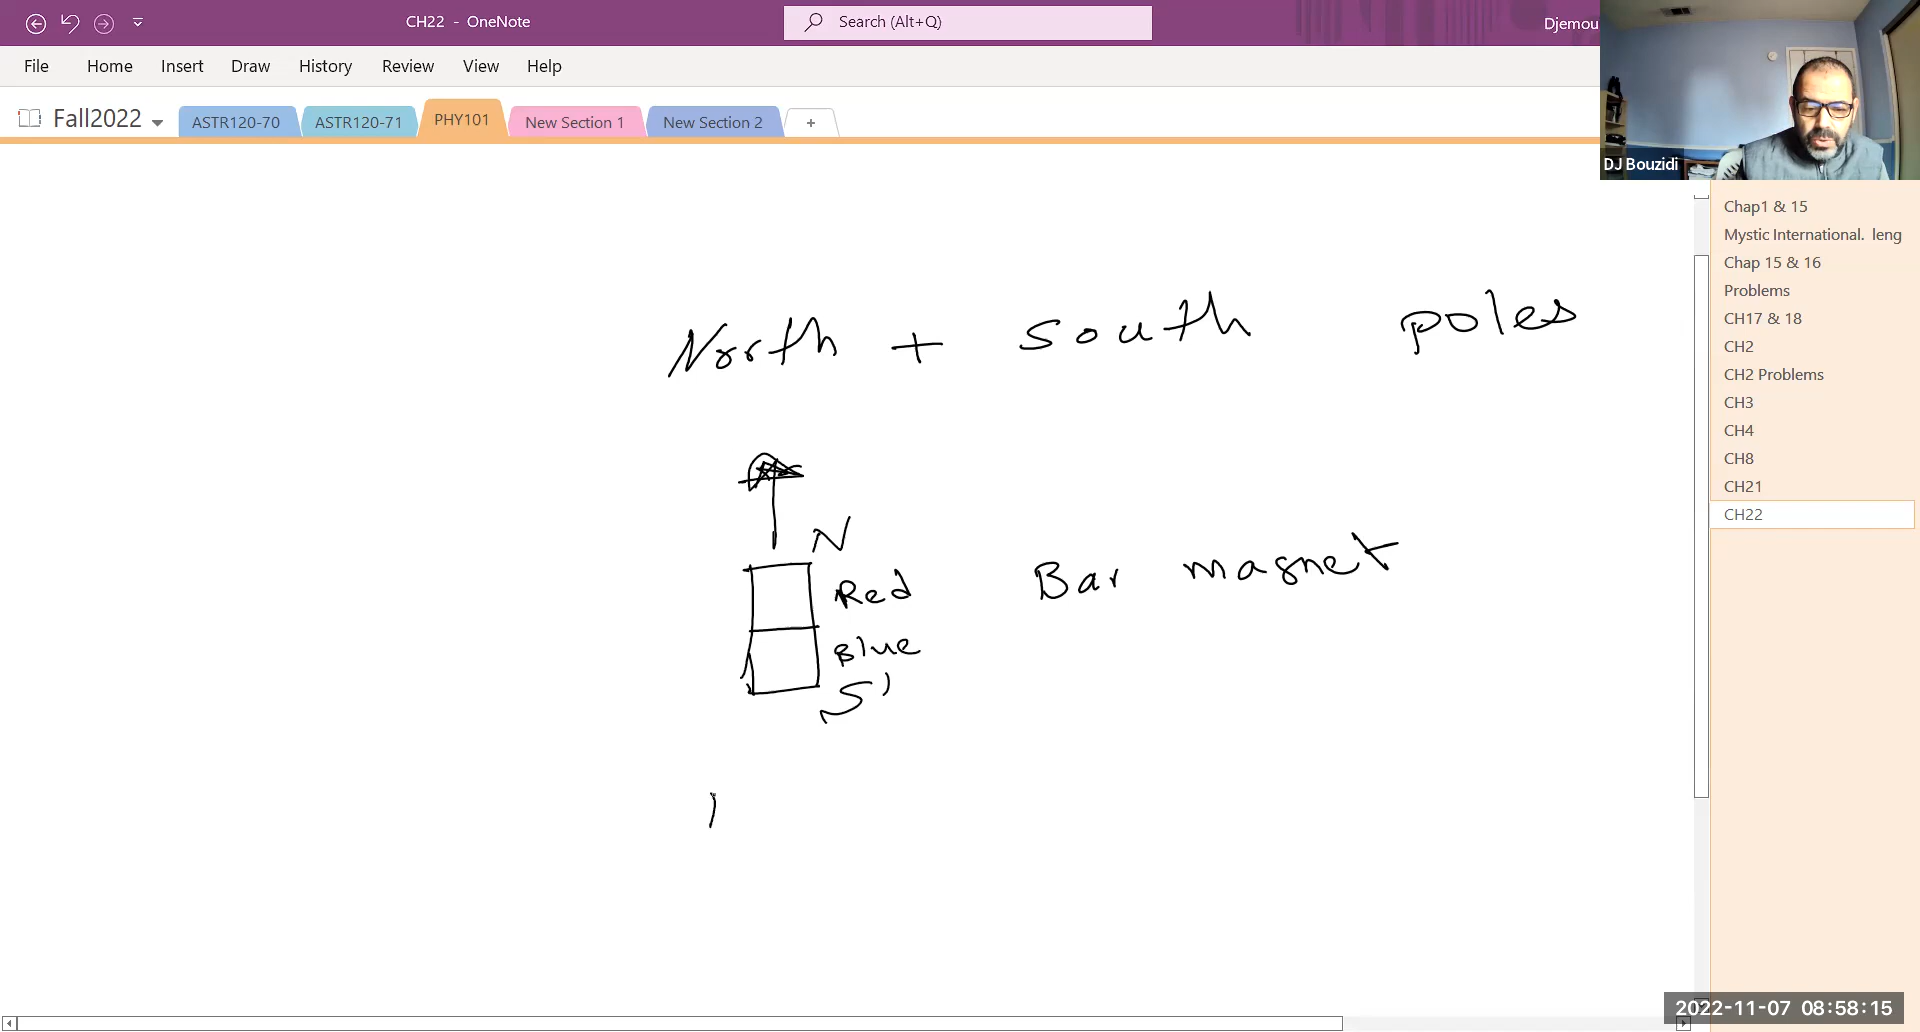 CH22 - OneNote
Search (Alt+Q)
Djemou
File Home Insert Draw History Review View Help
Fall2022 ASTR120-70 ASTR120-71 PHY101 New Section 1 New Section 2 +
DJ Bouzidi
North + South poles
N
Red
Bar magnet
Blue
S
Chap1 & 15
Mystic International. leng
Chap 15 & 16
Problems
CH17 & 18
CH2
CH2 Problems
CH3
CH4
CH8
CH21
CH22
2022-11-07 08:58:15